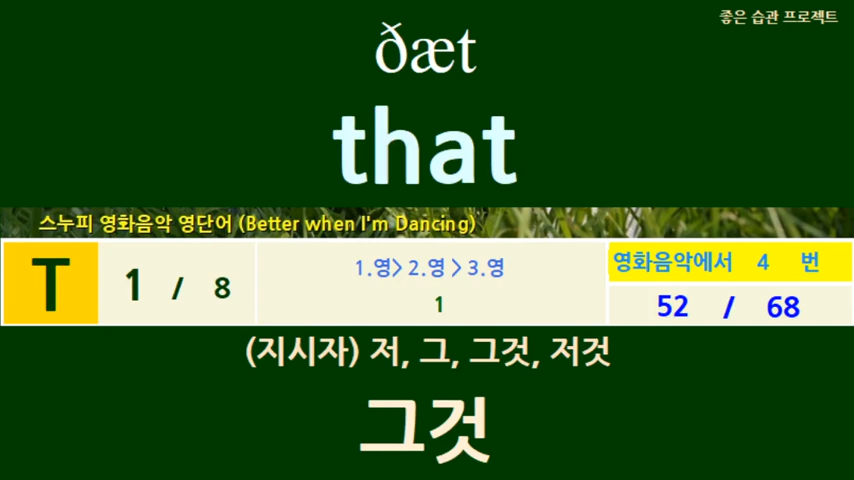 좋은 습관 프로젝트
ðæt
that
스누피 영화음악 영단어 (Better when I'm Dancing)
T 1 / 8
1.영> 2.영 > 3.영
1
영화음악에서 4 번
52 / 68
(지시자) 저, 그, 그것, 저것
그것